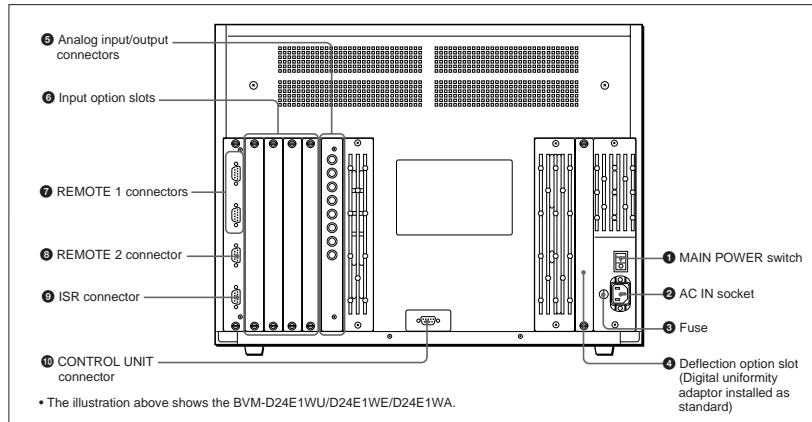 ❺ Analog input/output
connectors
❻ Input option slots
❼ REMOTE 1 connectors
❽ REMOTE 2 connector
❾ ISR connector
❿ CONTROL UNIT
connector
❶ MAIN POWER switch
❷ AC IN socket
❸ Fuse
❹ Deflection option slot
(Digital uniformity
adaptor installed as
standard)
• The illustration above shows the BVM-D24E1WU/D24E1WE/D24E1WA.